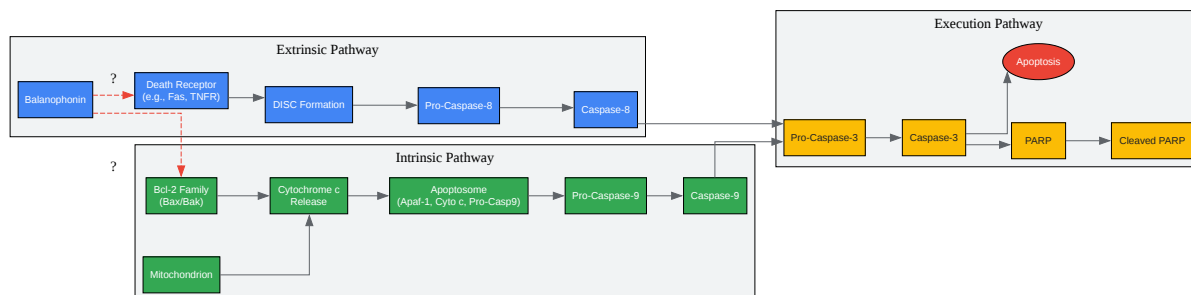 Execution Pathway
Extrinsic Pathway
Apoptosis
?
Balanophonin
Death Receptor
(e.g., Fas, TNFR)
DISC Formation
Pro-Caspase-8
Caspase-8
Pro-Caspase-3
Caspase-3
PARP
Cleaved PARP
?
Intrinsic Pathway
Bcl-2 Family
(Bax/Bak)
Cytochrome c
Release
Apoptosome
(Apaf-1, Cyto c, Pro-Casp9)
Pro-Caspase-9
Caspase-9
Mitochondrion